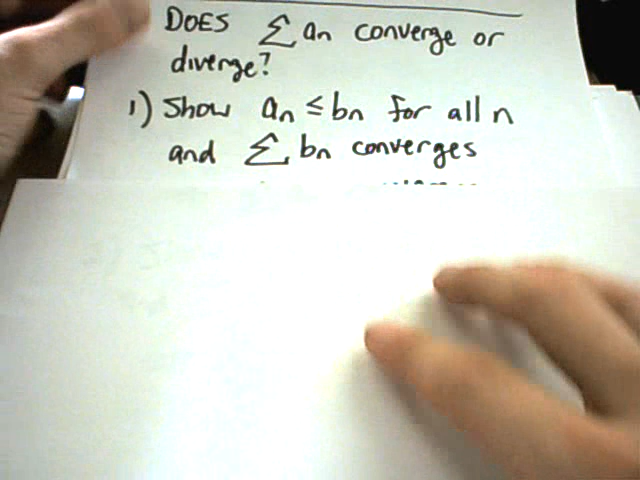 DOES ∑ an converge or
diverge?
1) Show an ≤ bn for all n
and ∑ bn converges